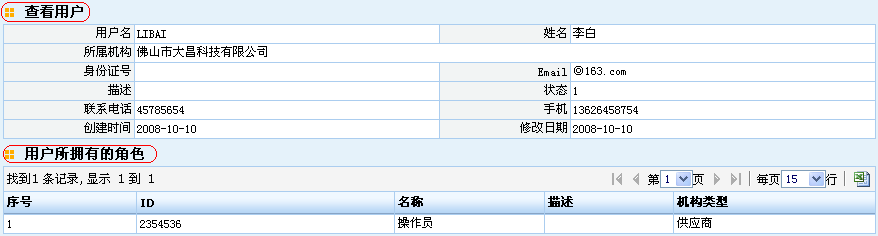 查看用户
用户名 LIBAI 姓名 李白
所属机构 佛山市大昌科技有限公司
身份证号 Email @163.com
描述 状态 1
联系电话 45785654 手机 13626458754
创建时间 2008-10-10 修改日期 2008-10-10
用户所拥有的角色
找到1 条记录,显示 1 到 1 第 1 页 每页 15 行
序号 ID 名称 描述 机构类型
1 2354536 操作员 供应商